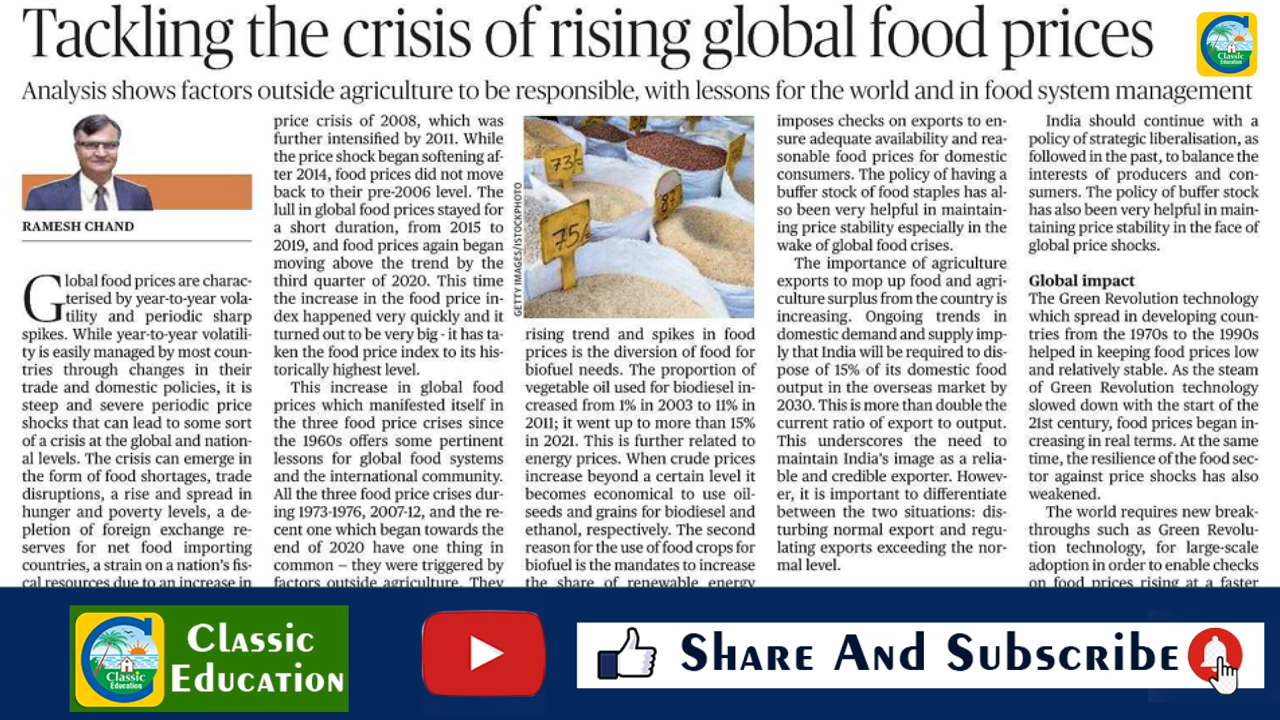 Tackling the crisis of rising global food prices
Classic
Education
Analysis shows factors outside agriculture to be responsible, with lessons for the world and in food system management
RAMESH CHAND
Global food prices are charac-
terised by year-to-year vola-
tility and periodic sharp
spikes. While year-to-year volatili-
ty is easily managed by most coun-
tries through changes in their
trade and domestic policies, it is
steep and severe periodic price
shocks that can lead to some sort
of a crisis at the global and nation-
al levels. The crisis can emerge in
the form of food shortages, trade
disruptions, a rise and spread in
hunger and poverty levels, a de-
pletion of foreign exchange re-
serves for net food importing
countries, a strain on a nation's fis-
cal resources due to an increase in
price crisis of 2008, which was
further intensified by 2011. While
the price shock began softening af-
ter 2014, food prices did not move
back to their pre-2006 level. The
lull in global food prices stayed for
a short duration, from 2015 to
2019, and food prices again began
moving above the trend by the
third quarter of 2020. This time
the increase in the food price in-
dex happened very quickly and it
turned out to be very big - it has ta-
ken the food price index to its his-
torically highest level.
This increase in global food
prices which manifested itself in
the three food price crises since
the 1960s offers some pertinent
lessons for global food systems
and the international community.
All the three food price crises dur-
ing 1973-1976, 2007-12, and the re-
cent one which began towards the
end of 2020 have one thing in
common – they were triggered by
factors outside agriculture. They
GETTY IMAGES/ISTOCKPHOTO
73/-
75/-
rising trend and spikes in food
prices is the diversion of food for
biofuel needs. The proportion of
vegetable oil used for biodiesel in-
creased from 1% in 2003 to 11% in
2011; it went up to more than 15%
in 2021. This is further related to
energy prices. When crude prices
increase beyond a certain level it
becomes economical to use oil-
seeds and grains for biodiesel and
ethanol, respectively. The second
reason for the use of food crops for
biofuel is the mandates to increase
the share of renewable energy
imposes checks on exports to en-
sure adequate availability and rea-
sonable food prices for domestic
consumers. The policy of having a
buffer stock of food staples has al-
so been very helpful in maintain-
ing price stability especially in the
wake of global food crises.
The importance of agriculture
exports to mop up food and agri-
culture surplus from the country is
increasing. Ongoing trends in
domestic demand and supply imp-
ly that India will be required to dis-
pose of 15% of its domestic food
output in the overseas market by
2030. This is more than double the
current ratio of export to output.
This underscores the need to
maintain India's image as a relia-
ble and credible exporter. Howev-
er, it is important to differentiate
between the two situations: dis-
turbing normal export and regu-
lating exports exceeding the nor-
mal level.
India should continue with a
policy of strategic liberalisation, as
followed in the past, to balance the
interests of producers and con-
sumers. The policy of buffer stock
has also been very helpful in main-
taining price stability in the face of
global price shocks.
Global impact
The Green Revolution technology
which spread in developing coun-
tries from the 1970s to the 1990s
helped in keeping food prices low
and relatively stable. As the steam
of Green Revolution technology
slowed down with the start of the
21st century, food prices began in-
creasing in real terms. At the same
time, the resilience of the food sec-
tor against price shocks has also
weakened.
The world requires new break-
throughs such as Green Revolu-
tion technology, for large-scale
adoption in order to enable checks
on food prices rising at a faster
Classic
Education
Classic
Education
Share And Subscribe